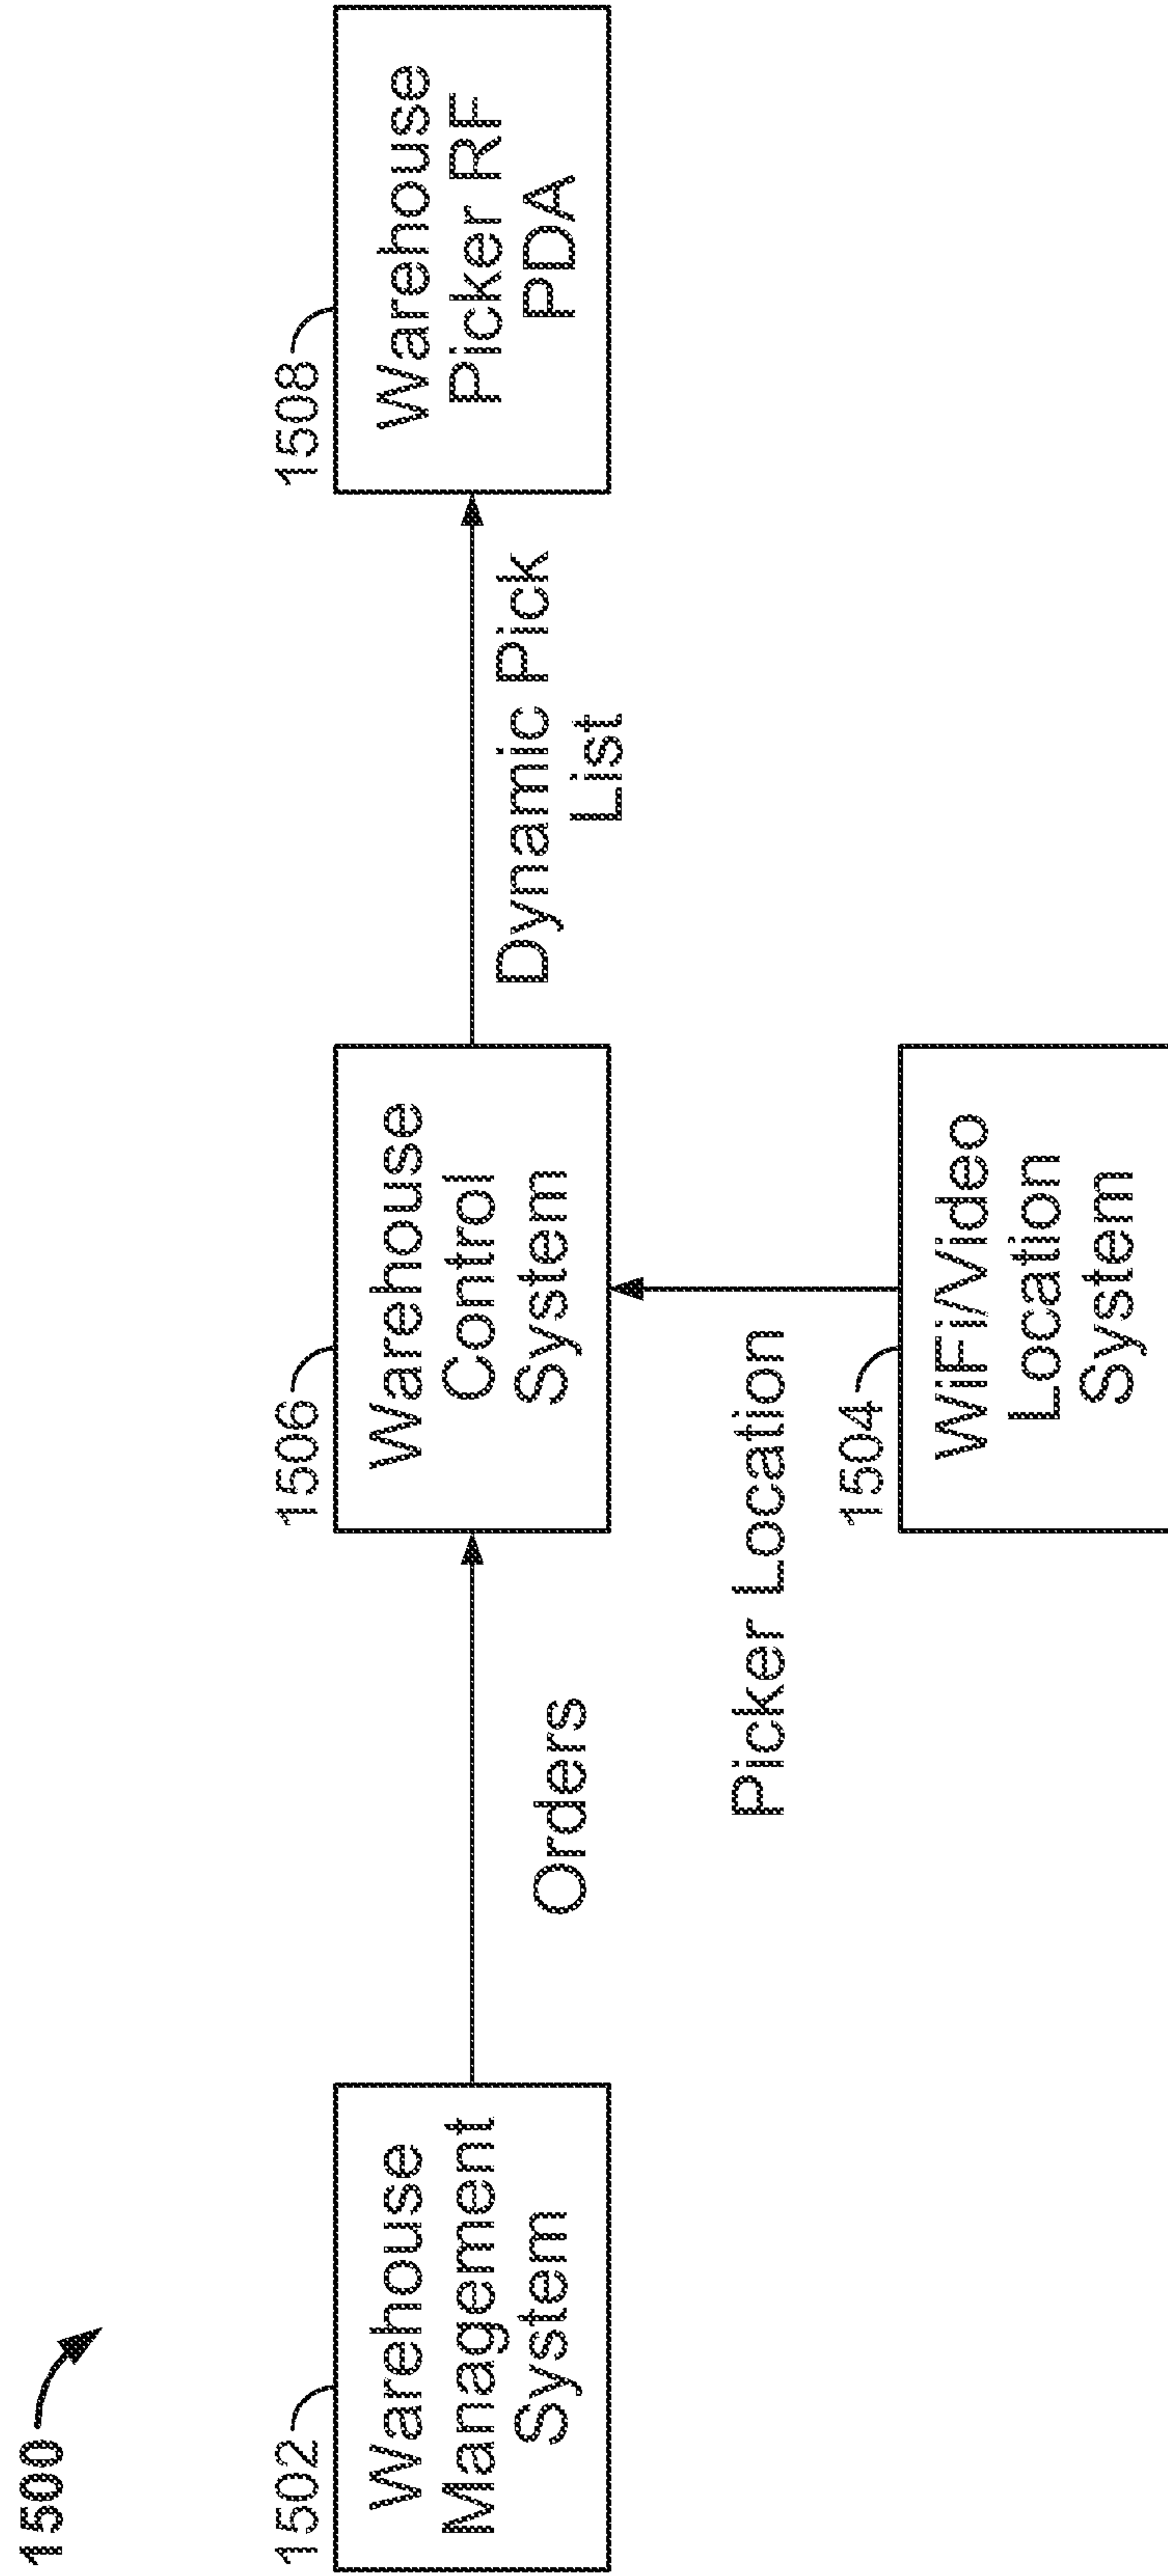 1500
1502
Warehouse
Management
System
Orders
1506
Warehouse
Control
System
Picker Location
1504
WiFi/Video
Location
System
Dynamic Pick
List
1508
Warehouse
Picker RF
PDA